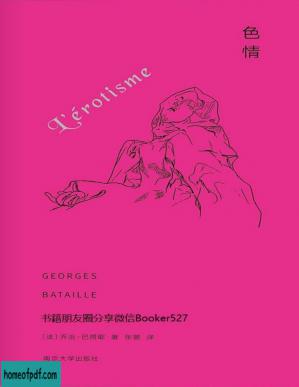 色情
L'érotisme
GEORGES
BATAILLE
书籍朋友圈分享微信Booker527
[法] 乔治·巴塔耶 著 张璐 译
南京大学出版社
homeofpdf.com